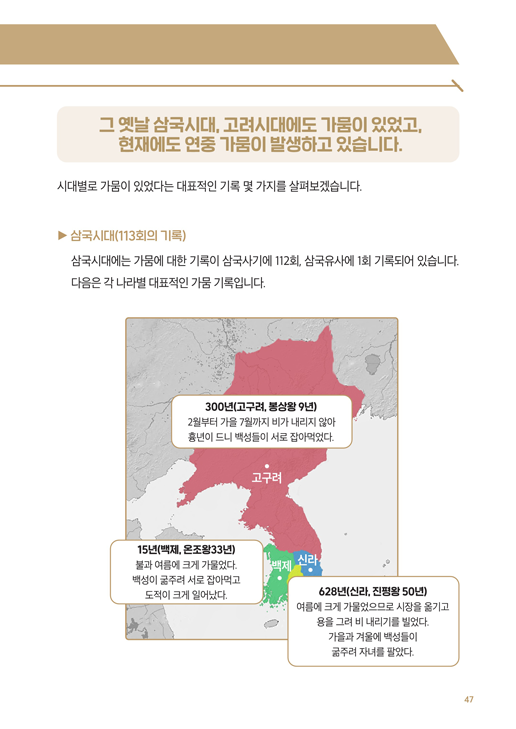 그 옛날 삼국시대, 고려시대에도 가뭄이 있었고,
현재에도 연중 가뭄이 발생하고 있습니다.
시대별로 가뭄이 있었다는 대표적인 기록 몇 가지를 살펴보겠습니다.
▶ 삼국시대(113회의 기록)
삼국시대에는 가뭄에 대한 기록이 삼국사기에 112회, 삼국유사에 1회 기록되어 있습니다.
다음은 각 나라별 대표적인 가뭄 기록입니다.
300년(고구려, 봉상왕 9년)
2월부터 가을 7월까지 비가 내리지 않아
흉년이 드니 백성들이 서로 잡아먹었다.
고구려
15년(백제, 온조왕33년)
불과 여름에 크게 가물었다.
백성이 굶주려 서로 잡아먹고
도적이 크게 일어났다.
백제
신라
628년(신라, 진평왕 50년)
여름에 크게 가물었으므로 시장을 옮기고
용을 그려 비 내리기를 빌었다.
가을과 겨울에 백성들이
굶주려 자녀를 팔았다.
47